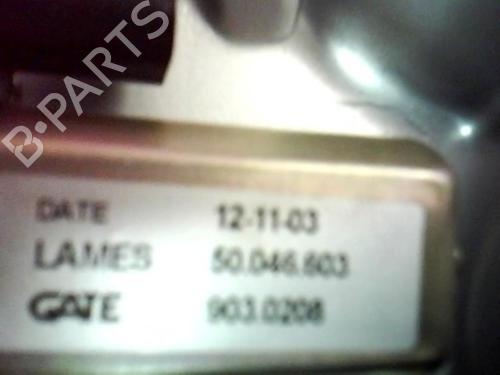 B-PARTS
DATE 12-11-03
LAMES 50.046.603
GATE 903.0208